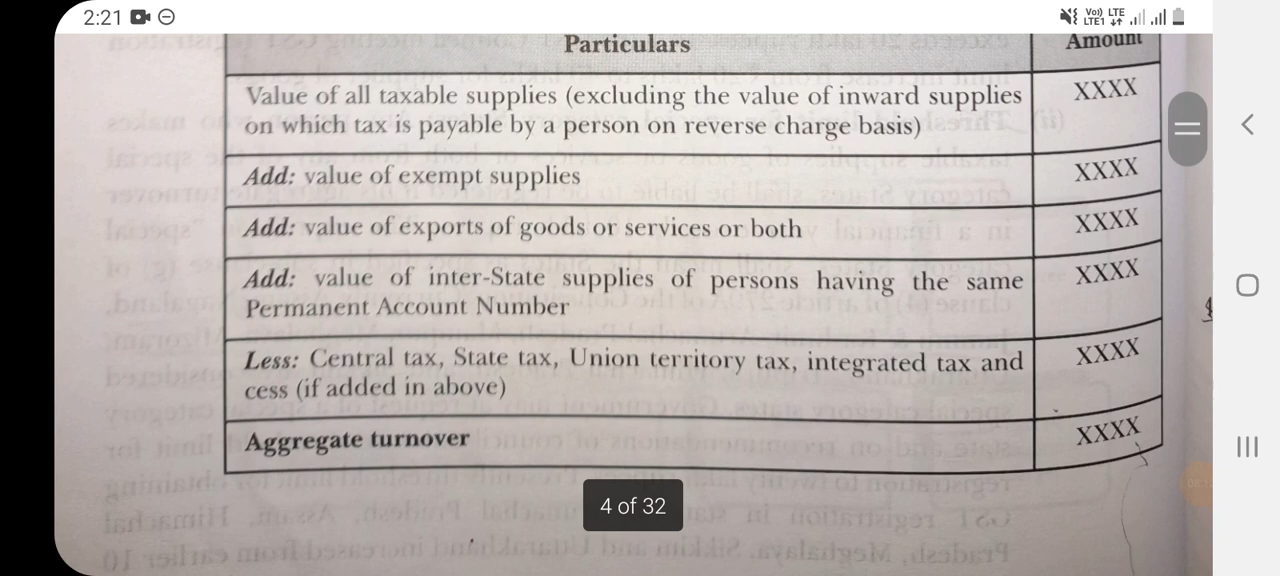 2:21
Vo)) LTE
LTE1
Particulars
Amount
Value of all taxable supplies (excluding the value of inward supplies
on which tax is payable by a person on reverse charge basis)
XXXX
Add: value of exempt supplies
XXXX
Add: value of exports of goods or services or both
XXXX
Add: value of inter-State supplies of persons having the same
Permanent Account Number
XXXX
Less: Central tax, State tax, Union territory tax, integrated tax and
cess (if added in above)
XXXX
Aggregate turnover
XXXX
4 of 32